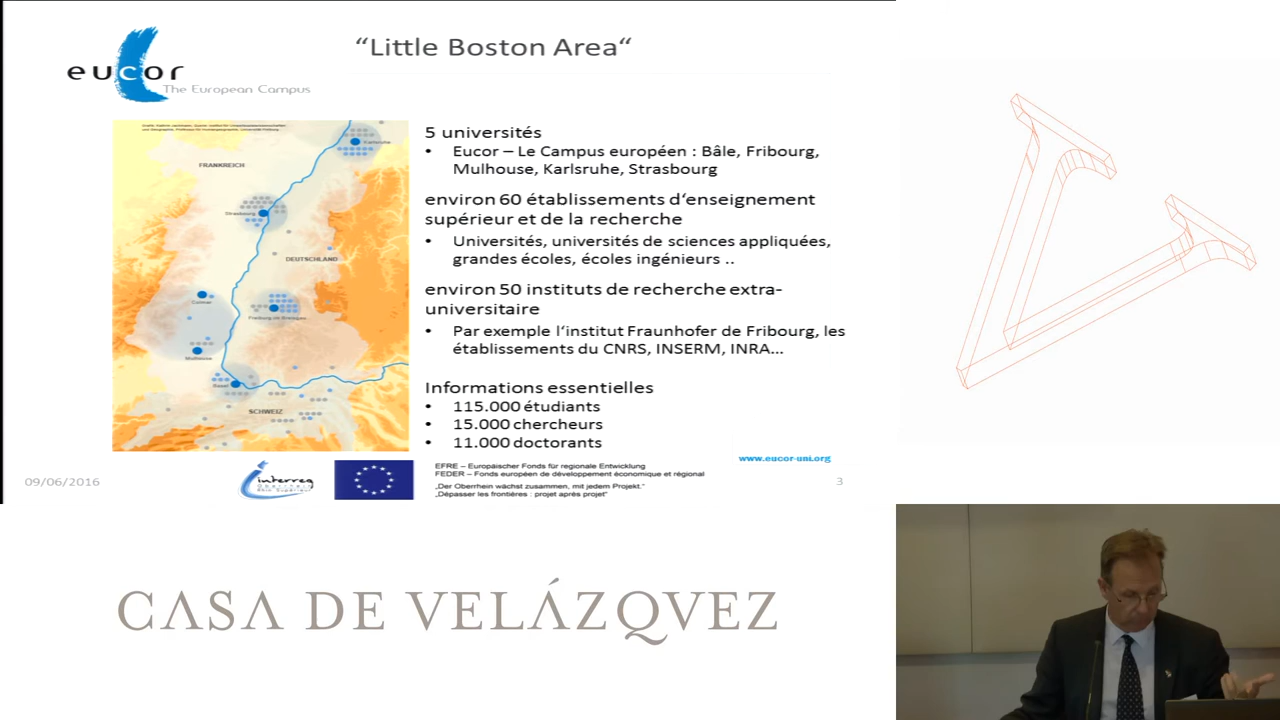 "Little Boston Area"
eucor
The European Campus
FRANKREICH
Karlsruhe
Strasbourg
DEUTSCHLAND
Colmar
Freiburg im Breisgau
Mulhouse
Basel
SCHWEIZ
5 universités
• Eucor – Le Campus européen : Bâle, Fribourg,
Mulhouse, Karlsruhe, Strasbourg
environ 60 établissements d‘enseignement
supérieur et de la recherche
• Universités, universités de sciences appliquées,
grandes écoles, écoles ingénieurs ..
environ 50 instituts de recherche extra-
universitaire
• Par exemple l‘institut Fraunhofer de Fribourg, les
établissements du CNRS, INSERM, INRA...
Informations essentielles
• 115.000 étudiants
• 15.000 chercheurs
• 11.000 doctorants
www.eucor-uni.org
interreg
Oberrhein
Rhin Supérieur
EFRE – Europäischer Fonds für regionale Entwicklung
FEDER – Fonds européen de développement économique et régional
„Der Oberrhein wächst zusammen, mit jedem Projekt.“
„Dépasser les frontières : projet après projet“
09/06/2016
3
CASA DE VELÁZQVEZ